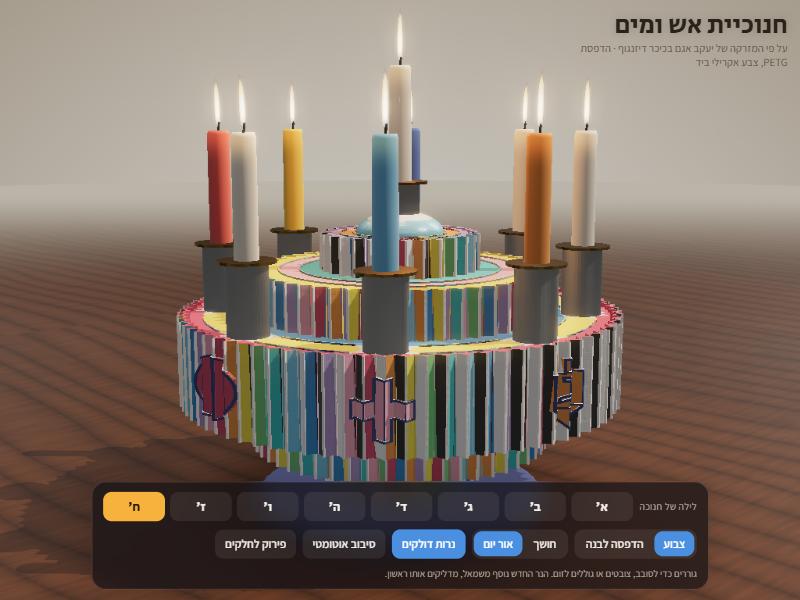 חנוכיית אש ומים
על פי המזרקה של יעקב אגם בכיכר דיזנגוף · הדפסת
PETG, צבע אקרילי ביד
לילה של חנוכה א׳ ב׳ ג׳ ד׳ ה׳ ו׳ ז׳ ח׳
צבוע הדפסה לבנה חושך אור יום נרות דולקים סיבוב אוטומטי פירוק לחלקים
גוררים כדי לסובב, צובטים או גוללים לזום. הנר החדש נוסף משמאל, מדליקים אותו ראשון.